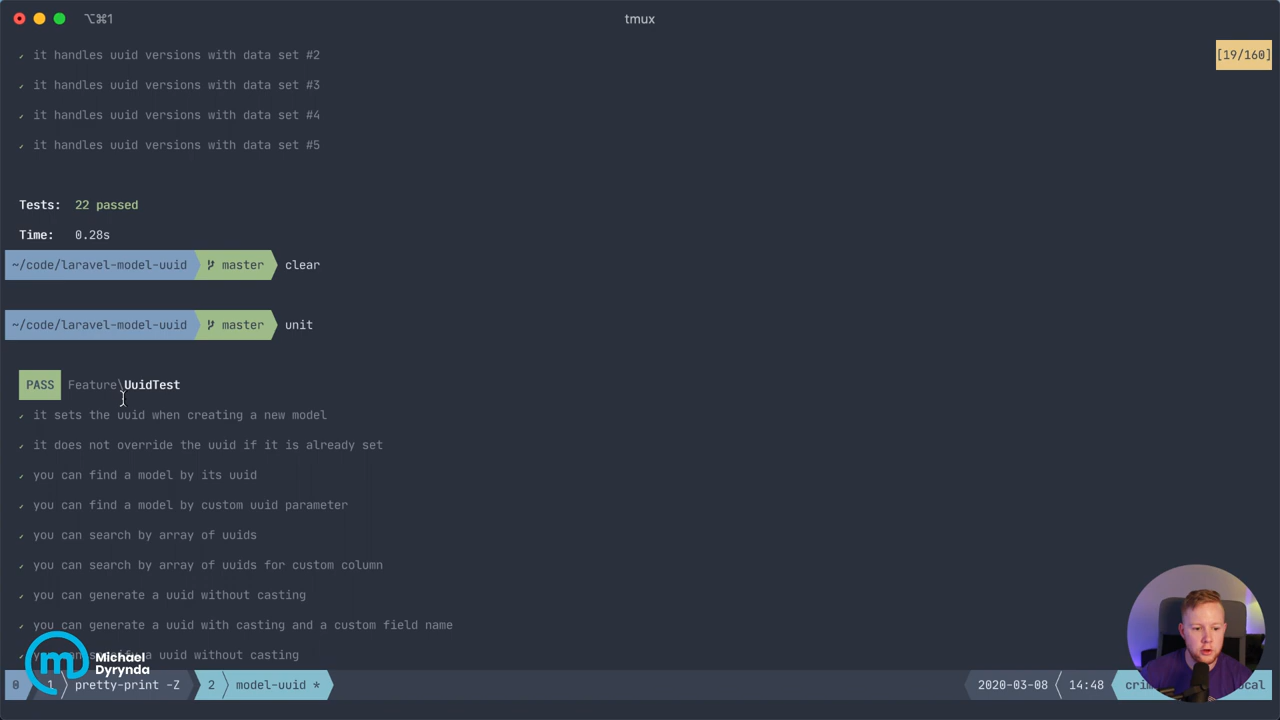 ⌥⌘1
tmux
✓ it handles uuid versions with data set #2
[19/160]
✓ it handles uuid versions with data set #3
✓ it handles uuid versions with data set #4
✓ it handles uuid versions with data set #5
Tests: 22 passed
Time: 0.28s
~/code/laravel-model-uuid master clear
~/code/laravel-model-uuid master unit
PASS Feature\UuidTest
✓ it sets the uuid when creating a new model
✓ it does not override the uuid if it is already set
✓ you can find a model by its uuid
✓ you can find a model by custom uuid parameter
✓ you can search by array of uuids
✓ you can search by array of uuids for custom column
✓ you can generate a uuid without casting
✓ you can generate a uuid with casting and a custom field name
a uuid without casting
Michael
Dyrynda
0 1 pretty-print -Z 2 model-uuid * 2020-03-08 14:48